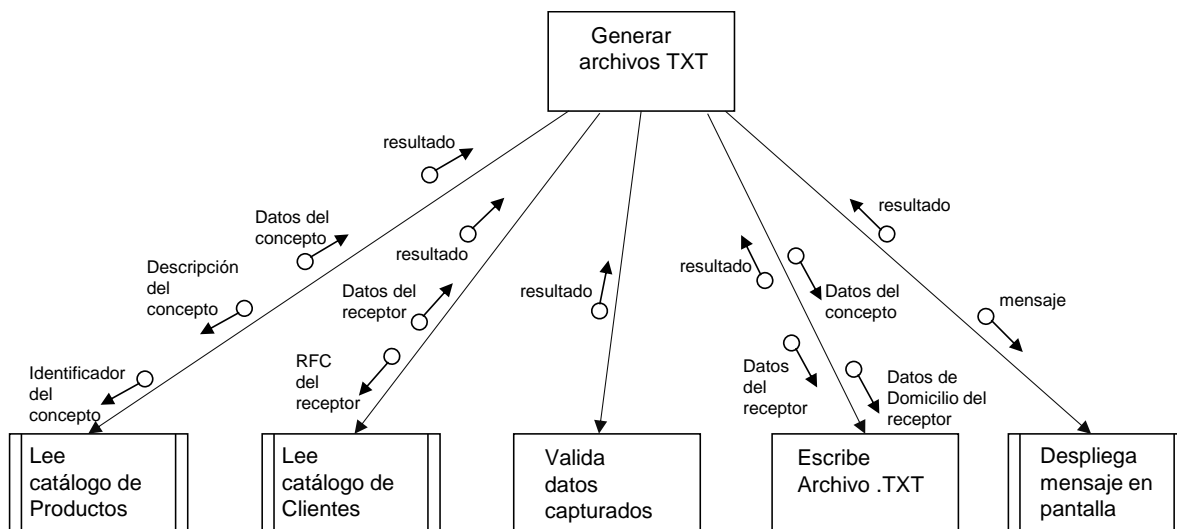 Generar
archivos TXT
resultado
Datos del
concepto
Descripción
del
concepto
Identificador
del
concepto
resultado
Datos del
receptor
RFC
del
receptor
resultado
resultado
Datos del
concepto
Datos
del
receptor
Datos de
Domicilio del
receptor
resultado
mensaje
Lee
catálogo de
Productos
Lee
catálogo de
Clientes
Valida
datos
capturados
Escribe
Archivo .TXT
Despliega
mensaje en
pantalla